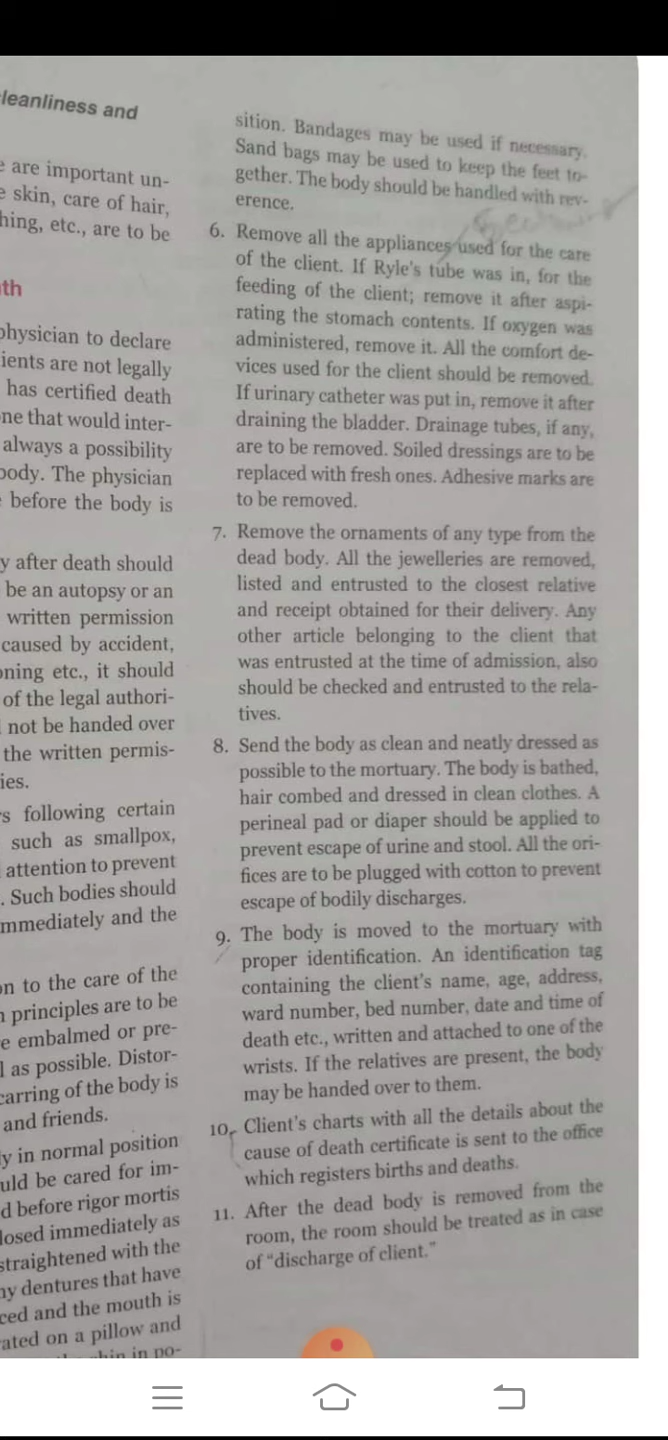 leanliness and
e are important un-
e skin, care of hair,
hing, etc., are to be
th
physician to declare
ients are not legally
has certified death
ne that would inter-
always a possibility
body. The physician
before the body is
y after death should
be an autopsy or an
written permission
caused by accident,
oning etc., it should
of the legal authori-
not be handed over
the written permis-
ies.
s following certain
such as smallpox,
attention to prevent
. Such bodies should
mmediately and the
on to the care of the
n principles are to be
e embalmed or pre-
l as possible. Distor-
carring of the body is
and friends.
y in normal position
uld be cared for im-
d before rigor mortis
losed immediately as
straightened with the
ny dentures that have
ced and the mouth is
ated on a pillow and
chin in po-
sition. Bandages may be used if necessary.
Sand bags may be used to keep the feet to-
gether. The body should be handled with rev-
erence.
6. Remove all the appliances used for the care
of the client. If Ryle's tube was in, for the
feeding of the client; remove it after aspi-
rating the stomach contents. If oxygen was
administered, remove it. All the comfort de-
vices used for the client should be removed.
If urinary catheter was put in, remove it after
draining the bladder. Drainage tubes, if any,
are to be removed. Soiled dressings are to be
replaced with fresh ones. Adhesive marks are
to be removed.
7. Remove the ornaments of any type from the
dead body. All the jewelleries are removed,
listed and entrusted to the closest relative
and receipt obtained for their delivery. Any
other article belonging to the client that
was entrusted at the time of admission, also
should be checked and entrusted to the rela-
tives.
8. Send the body as clean and neatly dressed as
possible to the mortuary. The body is bathed,
hair combed and dressed in clean clothes. A
perineal pad or diaper should be applied to
prevent escape of urine and stool. All the ori-
fices are to be plugged with cotton to prevent
escape of bodily discharges.
9. The body is moved to the mortuary with
proper identification. An identification tag
containing the client's name, age, address,
ward number, bed number, date and time of
death etc., written and attached to one of the
wrists. If the relatives are present, the body
may be handed over to them.
10. Client's charts with all the details about the
cause of death certificate is sent to the office
which registers births and deaths.
11. After the dead body is removed from the
room, the room should be treated as in case
of "discharge of client."